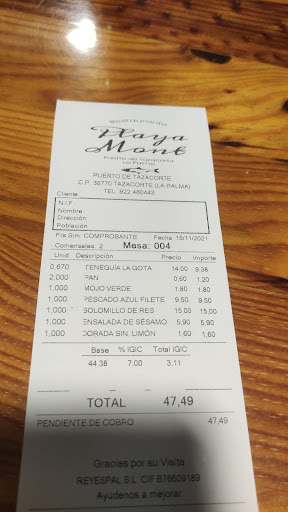 Restaurante
Playa
Mont
Puerto de Tazacorte
La Palma
PUERTO DE TAZACORTE
C.P. 38770 TAZACORTE (LA PALMA)
TEL. 922 480443
Cliente
N.I.F.
Nombre:
Dirección
Población
Fra Sim: COMPROBANTE Fecha 15/11/2021
Comensales: 2 Mesa: 004
Unid Descripción Precio Importe
0,670 TENEGUIA LA GOTA 14,00 9,38
2,000 PAN 0,60 1,20
1,000 MOJO VERDE 1,80 1,80
1,000 PESCADO AZUL FILETE 9,50 9,50
1,000 SOLOMILLO DE RES 15,00 15,00
1,000 ENSALADA DE SÉSAMO 5,90 5,90
1,000 DORADA SIN. LIMÓN 1,60 1,60
Base % IGIC Total IGIC
44,38 7,00 3,11
TOTAL 47,49
PENDIENTE DE COBRO 47,49
Gracias por su Visita
REYESPAL S.L. CIF B76609189
Ayúdenos a mejorar